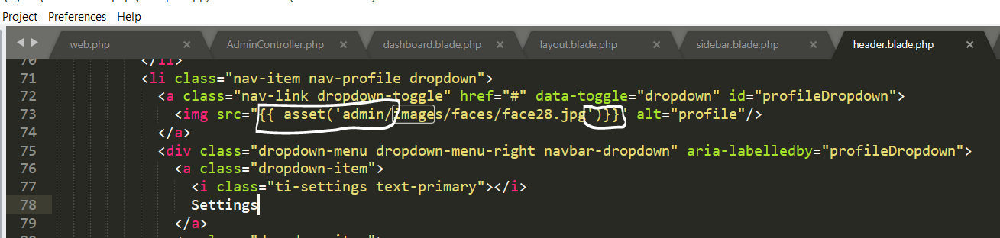 Project Preferences Help
web.php × AdminController.php × dashboard.blade.php × layout.blade.php × sidebar.blade.php × header.blade.php ×
70 </li>
71 <li class="nav-item nav-profile dropdown">
72 <a class="nav-link dropdown-toggle" href="#" data-toggle="dropdown" id="profileDropdown">
73 <img src="{{ asset('admin/images/faces/face28.jpg')}}" alt="profile"/>
74 </a>
75 <div class="dropdown-menu dropdown-menu-right navbar-dropdown" aria-labelledby="profileDropdown">
76 <a class="dropdown-item">
77 <i class="ti-settings text-primary"></i>
78 Settings
79 </a>